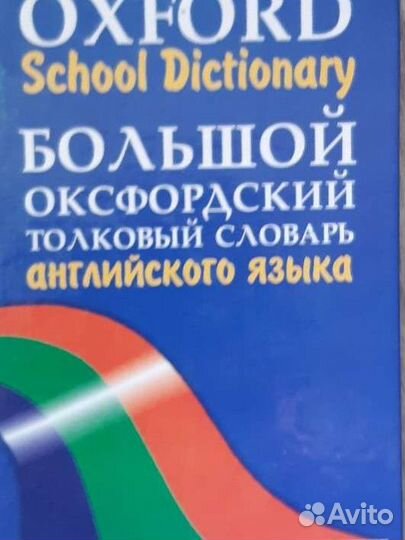 OXFORD
School Dictionary
БОЛЬШОЙ
ОКСФОРДСКИЙ
ТОЛКОВЫЙ СЛОВАРЬ
английского языка
Avito